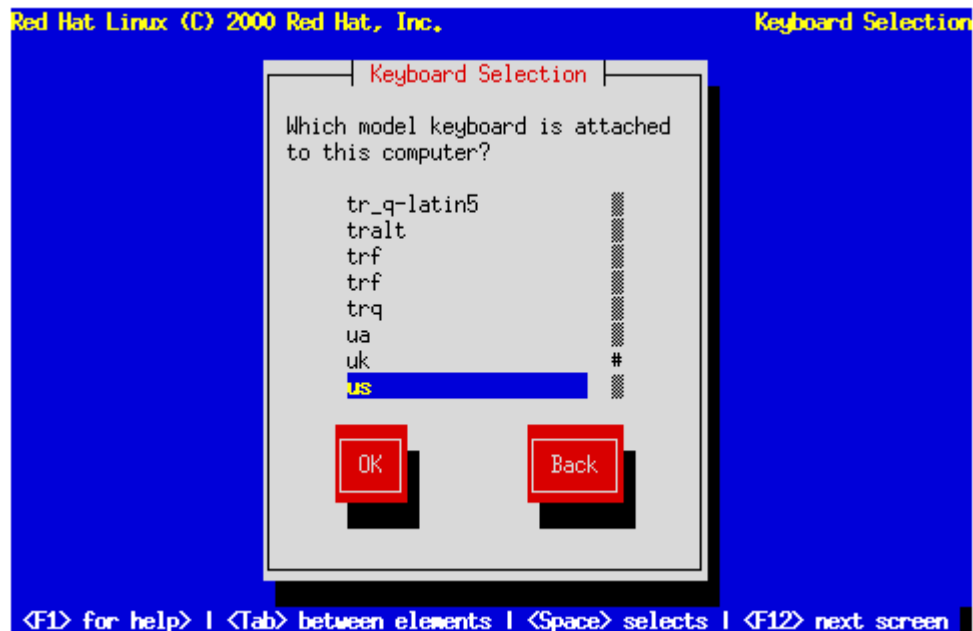 Red Hat Linux (C) 2000 Red Hat, Inc. Keyboard Selection
Keyboard Selection
Which model keyboard is attached
to this computer?
tr_q-latin5
tralt
trf
trf
trq
ua
uk #
us
OK Back
<F1> for help> | <Tab> between elements | <Space> selects | <F12> next screen